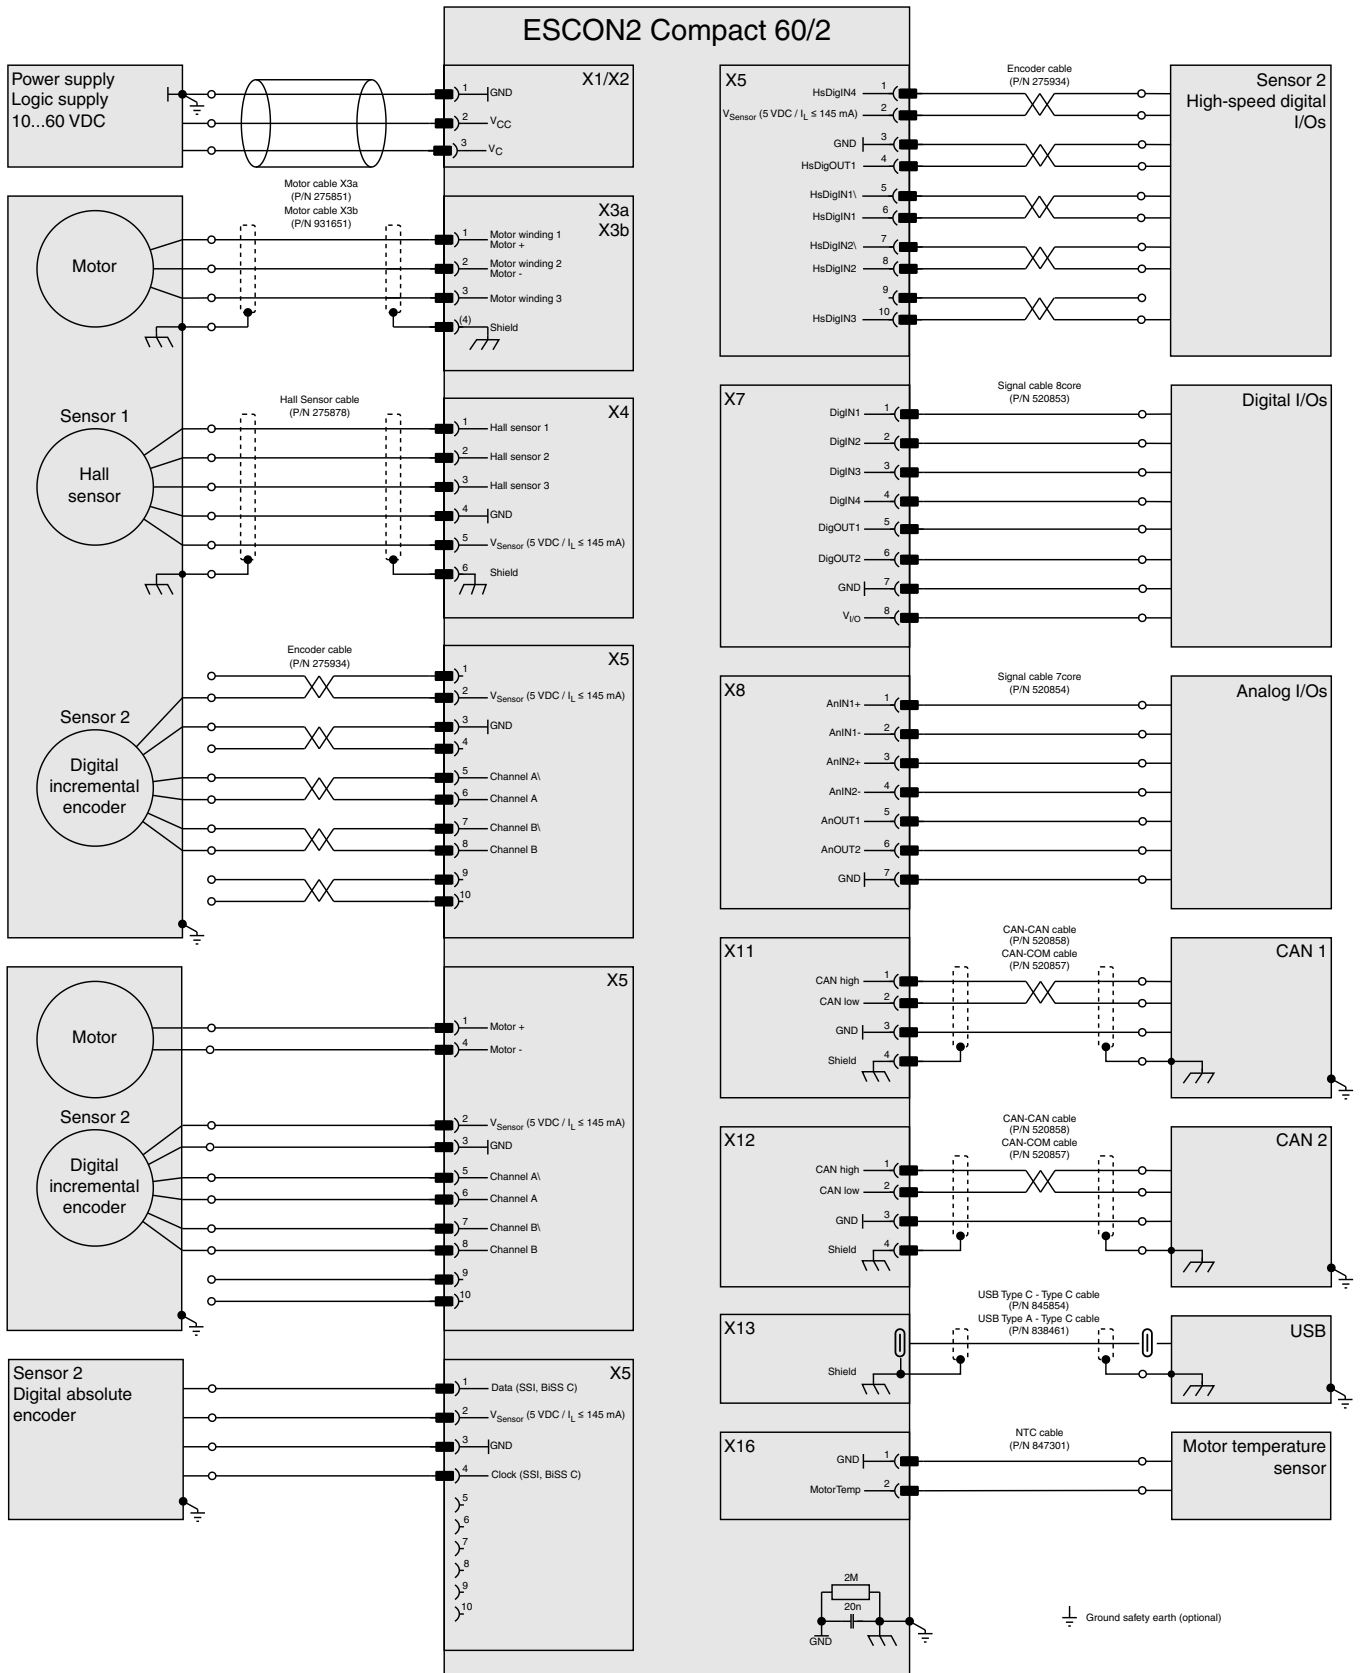 ESCON2 Compact 60/2
Power supply
Logic supply
10...60 VDC
X1/X2
1 GND
2 VCC
3 VC
Motor cable X3a
(P/N 275851)
Motor cable X3b
(P/N 931651)
Motor
X3a
X3b
1 Motor winding 1
Motor +
2 Motor winding 2
Motor -
3 Motor winding 3
(4) Shield
Sensor 1
Hall
sensor
Hall Sensor cable
(P/N 275878)
X4
1 Hall sensor 1
2 Hall sensor 2
3 Hall sensor 3
4 GND
5 VSensor (5 VDC / IL ≤ 145 mA)
6 Shield
Sensor 2
Digital
incremental
encoder
Encoder cable
(P/N 275934)
X5
1
2 VSensor (5 VDC / IL ≤ 145 mA)
3 GND
4
5 Channel A\
6 Channel A
7 Channel B\
8 Channel B
9
10
Motor
X5
1 Motor +
4 Motor -
Sensor 2
Digital
incremental
encoder
2 VSensor (5 VDC / IL ≤ 145 mA)
3 GND
5 Channel A\
6 Channel A
7 Channel B\
8 Channel B
9
10
Sensor 2
Digital absolute
encoder
X5
1 Data (SSI, BiSS C)
2 VSensor (5 VDC / IL ≤ 145 mA)
3 GND
4 Clock (SSI, BiSS C)
5
6
7
8
9
10
X5
HsDigIN4 1
VSensor (5 VDC / IL ≤ 145 mA) 2
GND 3
HsDigOUT1 4
HsDigIN1\ 5
HsDigIN1 6
HsDigIN2\ 7
HsDigIN2 8
9
HsDigIN3 10
Encoder cable
(P/N 275934)
Sensor 2
High-speed digital
I/Os
X7
DigIN1 1
DigIN2 2
DigIN3 3
DigIN4 4
DigOUT1 5
DigOUT2 6
GND 7
VI/O 8
Signal cable 8core
(P/N 520853)
Digital I/Os
X8
AnIN1+ 1
AnIN1- 2
AnIN2+ 3
AnIN2- 4
AnOUT1 5
AnOUT2 6
GND 7
Signal cable 7core
(P/N 520854)
Analog I/Os
X11
CAN high 1
CAN low 2
GND 3
Shield 4
CAN-CAN cable
(P/N 520858)
CAN-COM cable
(P/N 520857)
CAN 1
X12
CAN high 1
CAN low 2
GND 3
Shield 4
CAN-CAN cable
(P/N 520858)
CAN-COM cable
(P/N 520857)
CAN 2
X13
Shield
USB Type C - Type C cable
(P/N 845854)
USB Type A - Type C cable
(P/N 838461)
USB
X16
GND 1
MotorTemp 2
NTC cable
(P/N 847301)
Motor temperature
sensor
2M
20n
GND
Ground safety earth (optional)